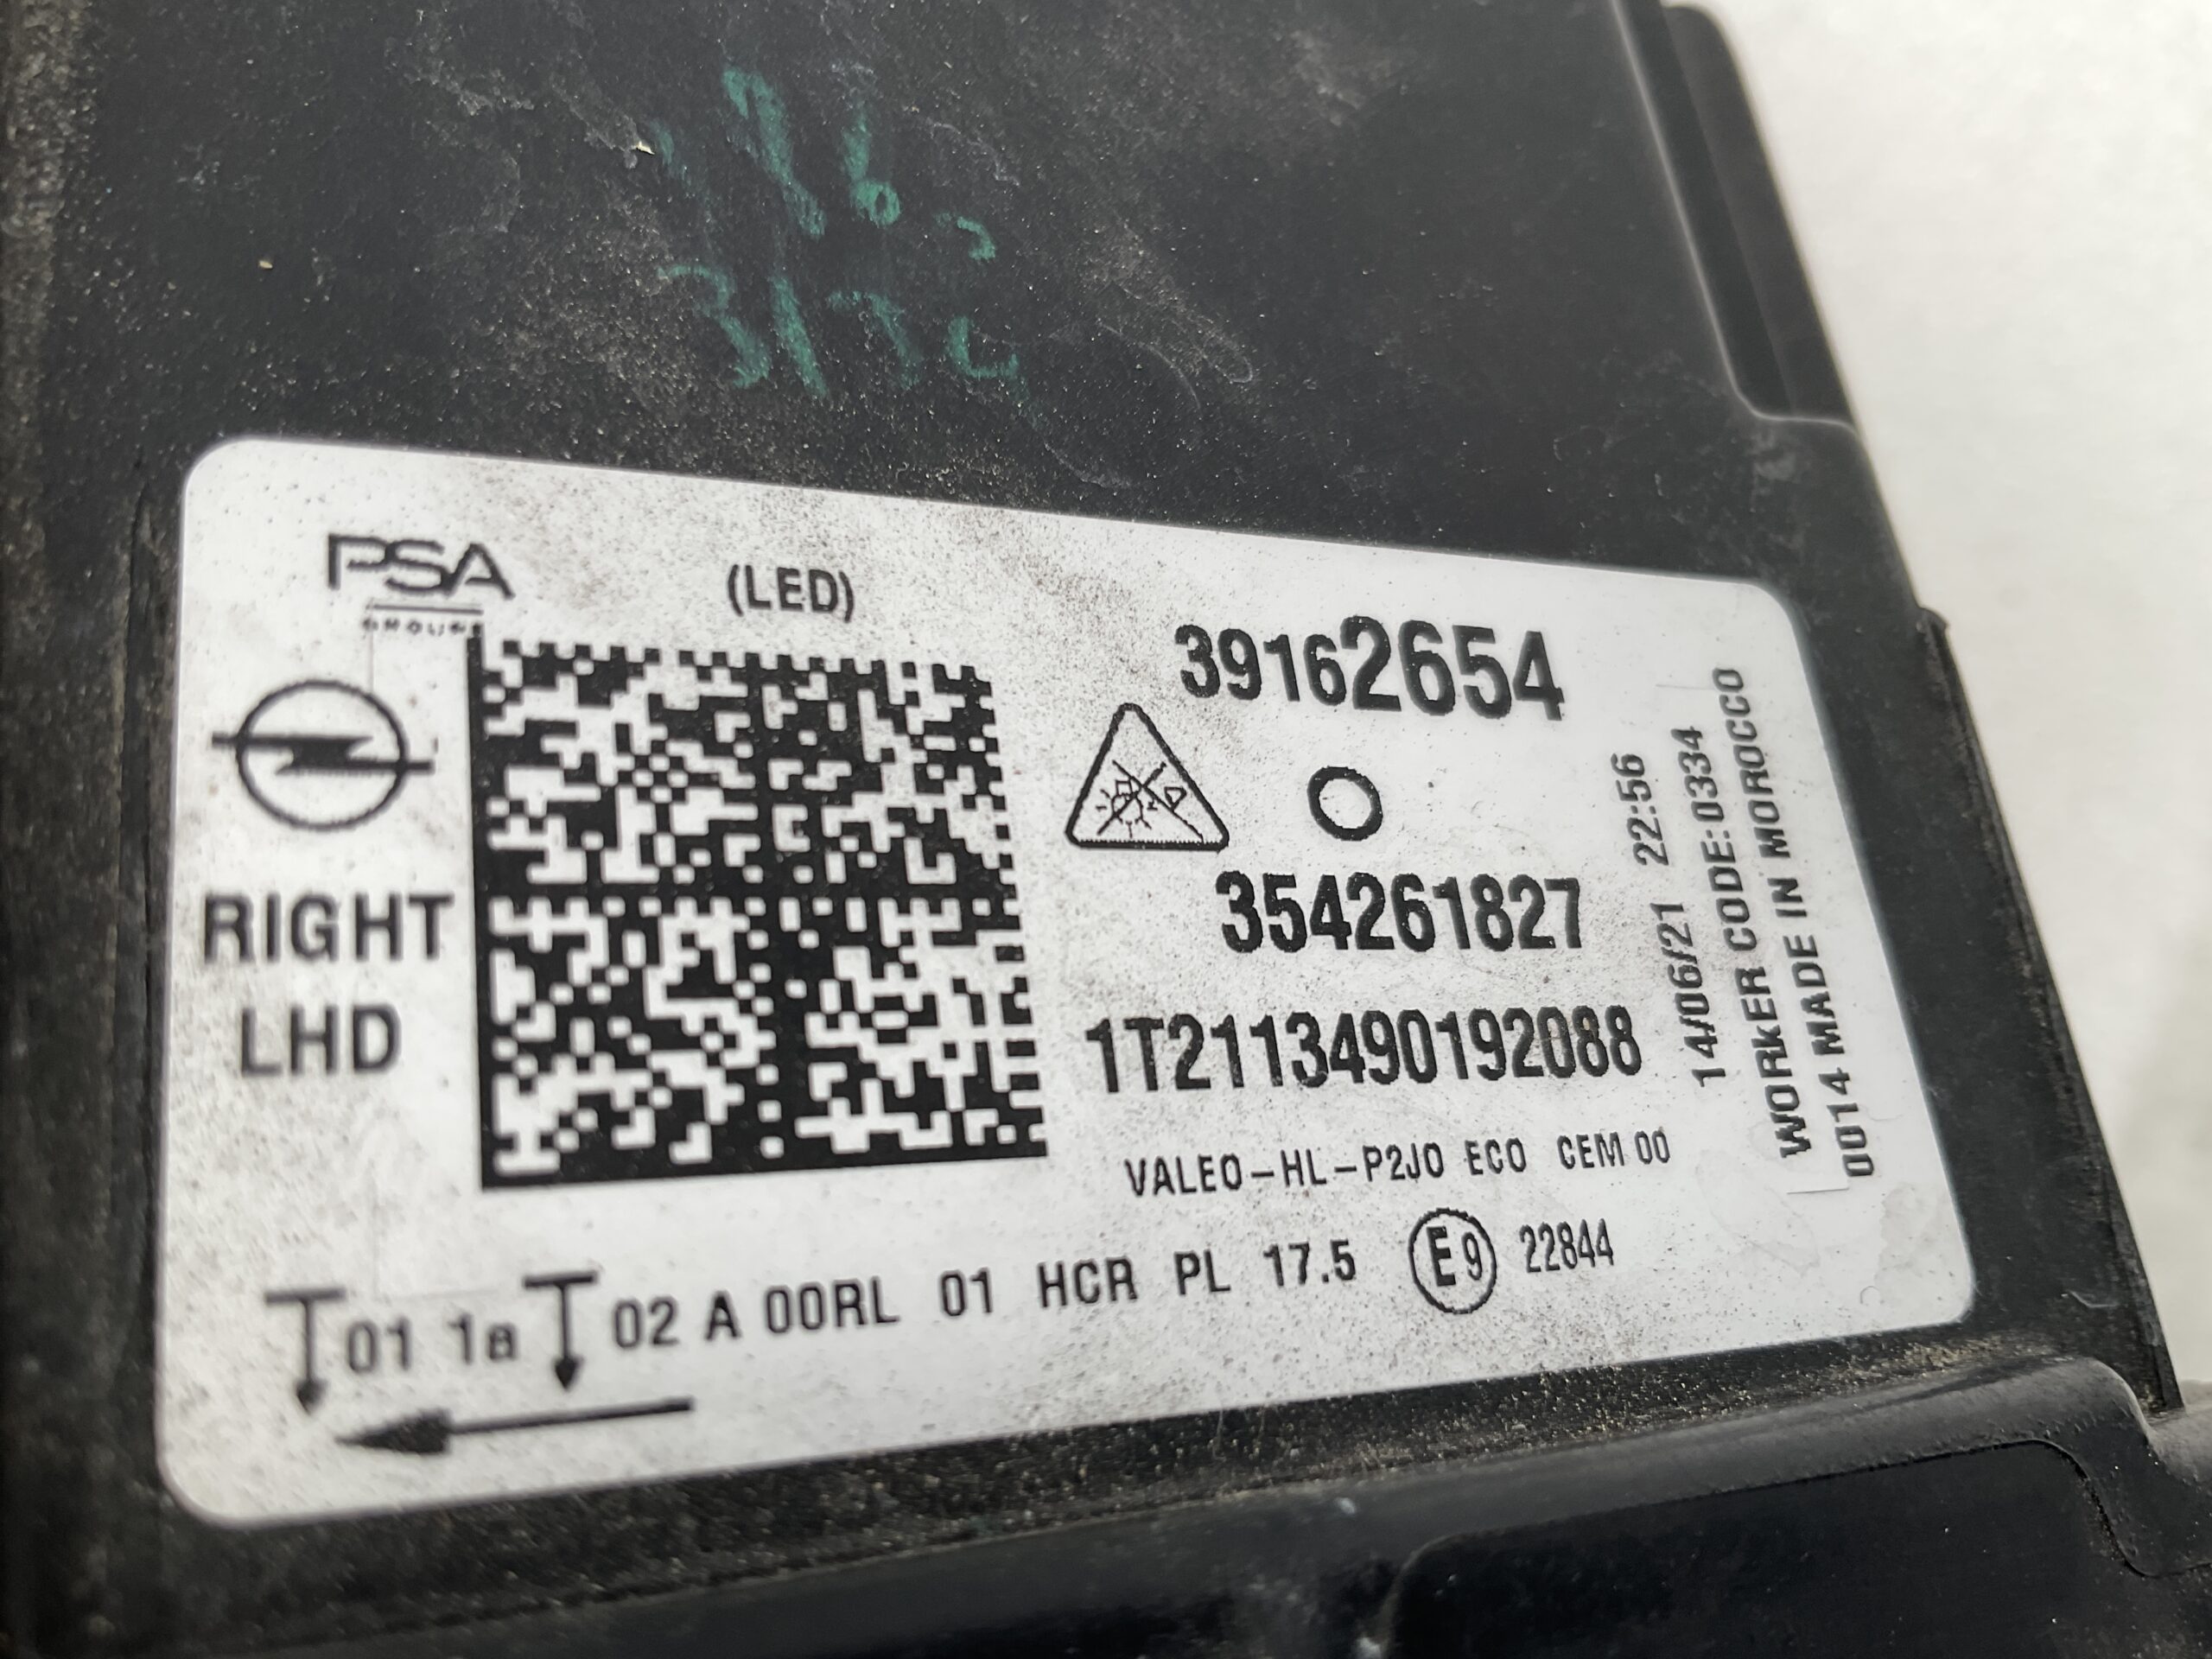 PSA
GROUPE
(LED)
39162654
RIGHT
LHD
354261827
1T2113490192088
VALEO-HL-P2JO ECO CEM 00
01 1a 02 A 00RL 01 HCR PL 17.5 E9 22844
14/06/21 22:56
WORKER CODE:0334
0014 MADE IN MOROCCO